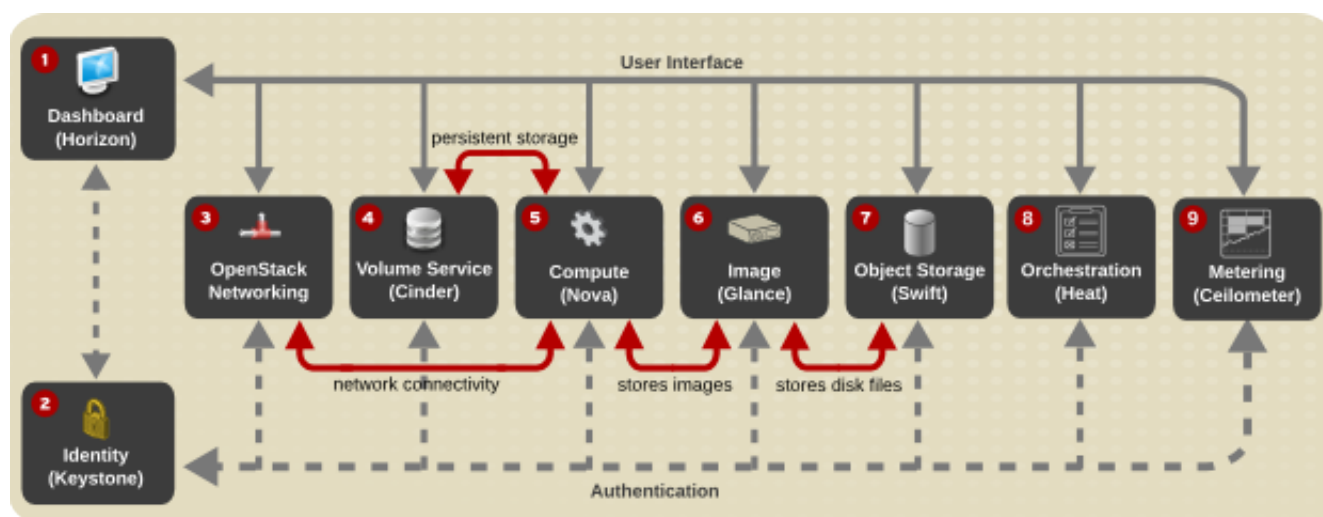 1
Dashboard
(Horizon)
User Interface
persistent storage
3
OpenStack
Networking
4
Volume Service
(Cinder)
5
Compute
(Nova)
6
Image
(Glance)
7
Object Storage
(Swift)
8
Orchestration
(Heat)
9
Metering
(Ceilometer)
network connectivity
stores images
stores disk files
2
Identity
(Keystone)
Authentication